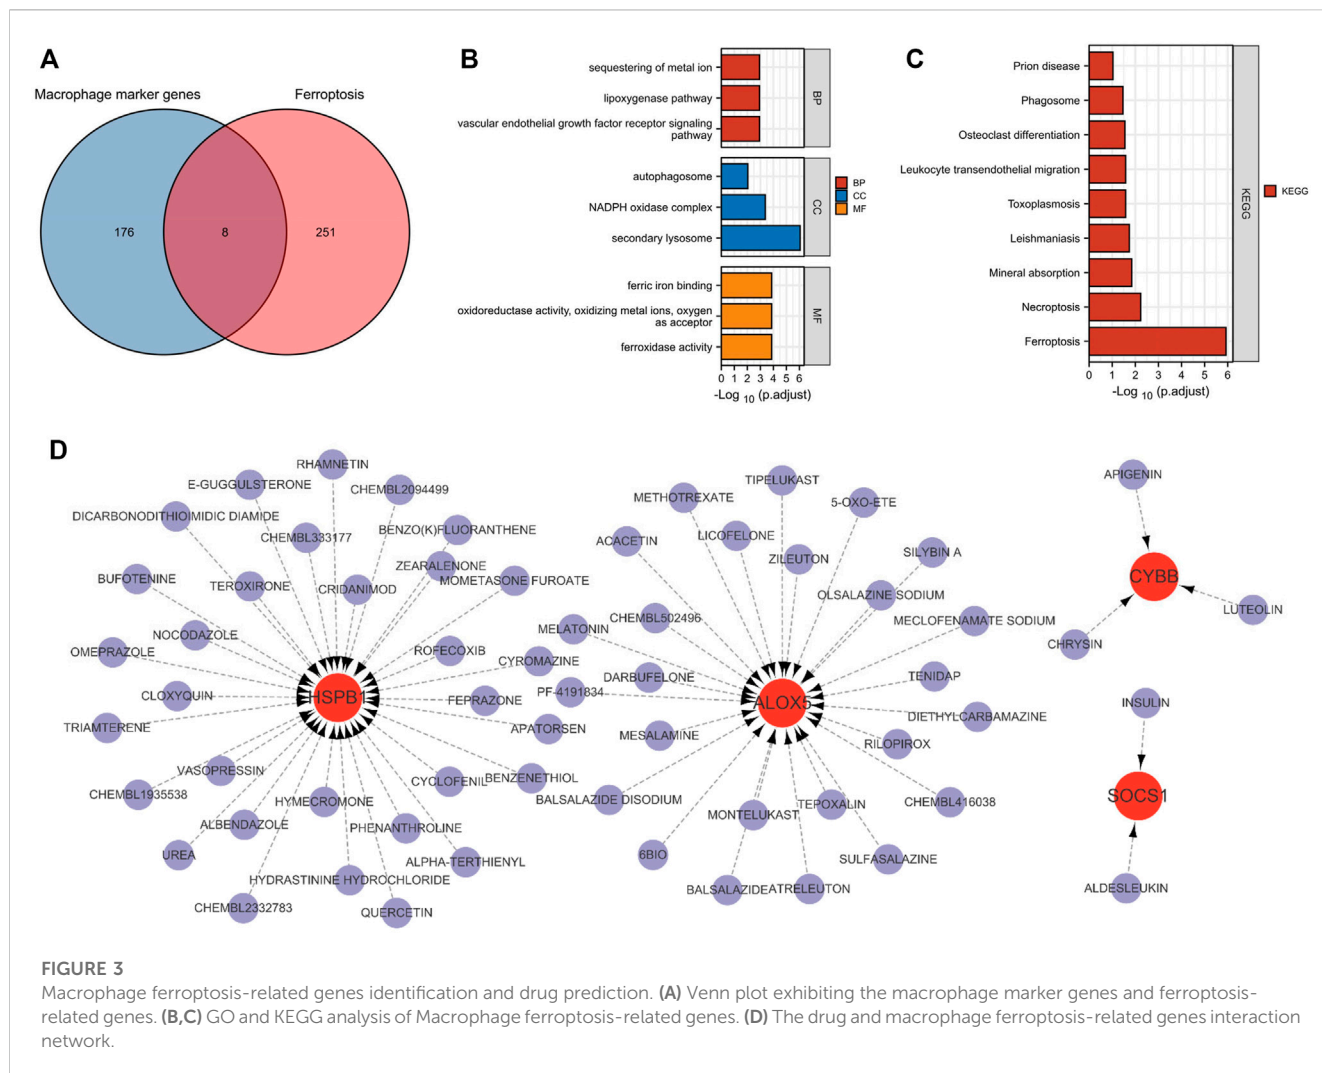 A
Macrophage marker genes
Ferroptosis
176
8
251
B
sequestering of metal ion
lipoxygenase pathway
vascular endothelial growth factor receptor signaling
pathway
BP
autophagosome
NADPH oxidase complex
secondary lysosome
CC
ferric iron binding
oxidoreductase activity, oxidizing metal ions, oxygen
as acceptor
ferroxidase activity
MF
0 1 2 3 4 5 6
-Log 10 (p.adjust)
BP
CC
MF
C
Prion disease
Phagosome
Osteoclast differentiation
Leukocyte transendothelial migration
Toxoplasmosis
Leishmaniasis
Mineral absorption
Necroptosis
Ferroptosis
KEGG
0 1 2 3 4 5 6
-Log 10 (p.adjust)
KEGG
D
RHAMNETIN
E-GUGGULSTERONE
CHEMBL2094499
DICARBONODITHIOIMIDIC DIAMIDE
CHEMBL333177
BENZO(K)FLUORANTHENE
ZEARALENONE
BUFOTENINE
TEROXIRONE
CRIDANIMOD
MOMETASONE FUROATE
NOCODAZOLE
OMEPRAZOLE
ROFECOXIB
CYROMAZINE
CLOXYQUIN
HSPB1
FEPRAZONE
TRIAMTERENE
APATORSEN
VASOPRESSIN
CHEMBL1935538
CYCLOFENIL
BENZENETHIOL
HYMECROMONE
ALBENDAZOLE
PHENANTHROLINE
UREA
ALPHA-TERTHIENYL
HYDRASTININE HYDROCHLORIDE
CHEMBL2332783
QUERCETIN
TIPELUKAST
METHOTREXATE
5-OXO-ETE
ACACETIN
LICOFELONE
ZILEUTON
SILYBIN A
OLSALAZINE SODIUM
CHEMBL502496
MELATONIN
MECLOFENAMATE SODIUM
DARBUFELONE
TENIDAP
PF-4191834
ALOX5
DIETHYLCARBAMAZINE
MESALAMINE
RILOPIROX
BALSALAZIDE DISODIUM
CHEMBL416038
MONTELUKAST
TEPOXALIN
6BIO
SULFASALAZINE
BALSALAZIDE
ATRELEUTON
APIGENIN
CYBB
LUTEOLIN
CHRYSIN
INSULIN
SOCS1
ALDESLEUKIN
FIGURE 3
Macrophage ferroptosis-related genes identification and drug prediction. (A) Venn plot exhibiting the macrophage marker genes and ferroptosis-
related genes. (B,C) GO and KEGG analysis of Macrophage ferroptosis-related genes. (D) The drug and macrophage ferroptosis-related genes interaction
network.